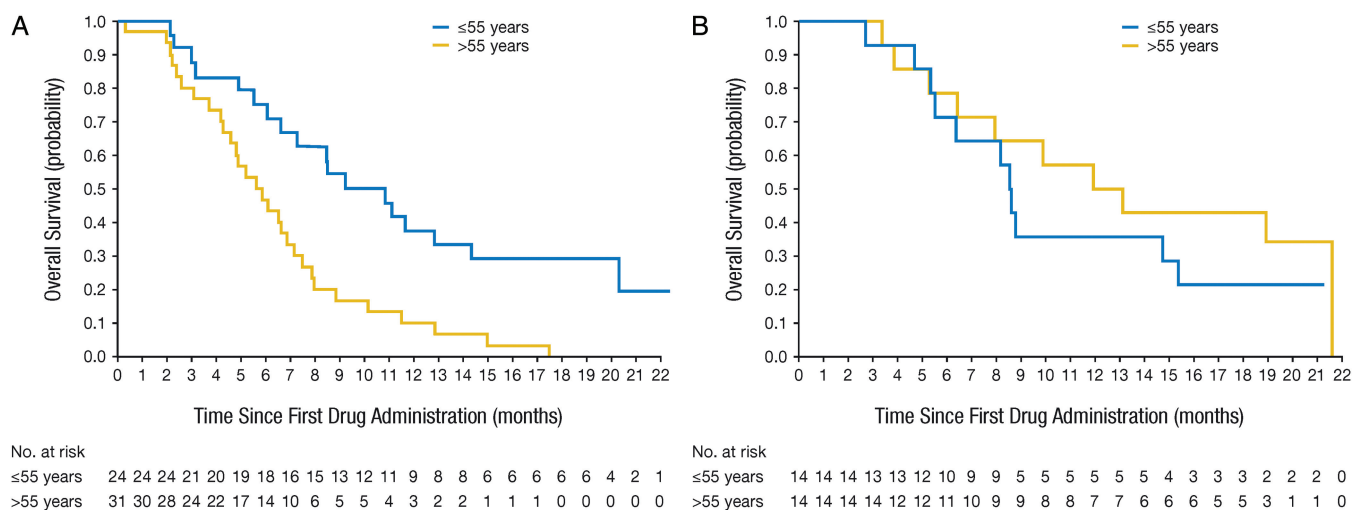 A
≤55 years
>55 years
Overall Survival (probability)
1.0
0.9
0.8
0.7
0.6
0.5
0.4
0.3
0.2
0.1
0.0
0 1 2 3 4 5 6 7 8 9 10 11 12 13 14 15 16 17 18 19 20 21 22
Time Since First Drug Administration (months)
No. at risk
≤55 years 24 24 24 21 20 19 18 16 15 13 12 11 9 8 8 6 6 6 6 6 4 2 1
>55 years 31 30 28 24 22 17 14 10 6 5 5 4 3 2 2 1 1 1 0 0 0 0 0
B
≤55 years
>55 years
Overall Survival (probability)
1.0
0.9
0.8
0.7
0.6
0.5
0.4
0.3
0.2
0.1
0.0
0 1 2 3 4 5 6 7 8 9 10 11 12 13 14 15 16 17 18 19 20 21 22
Time Since First Drug Administration (months)
No. at risk
≤55 years 14 14 14 13 13 12 10 9 9 5 5 5 5 5 5 4 3 3 3 2 2 2 0
>55 years 14 14 14 14 12 12 11 10 9 9 8 8 7 7 6 6 6 5 5 3 1 1 0